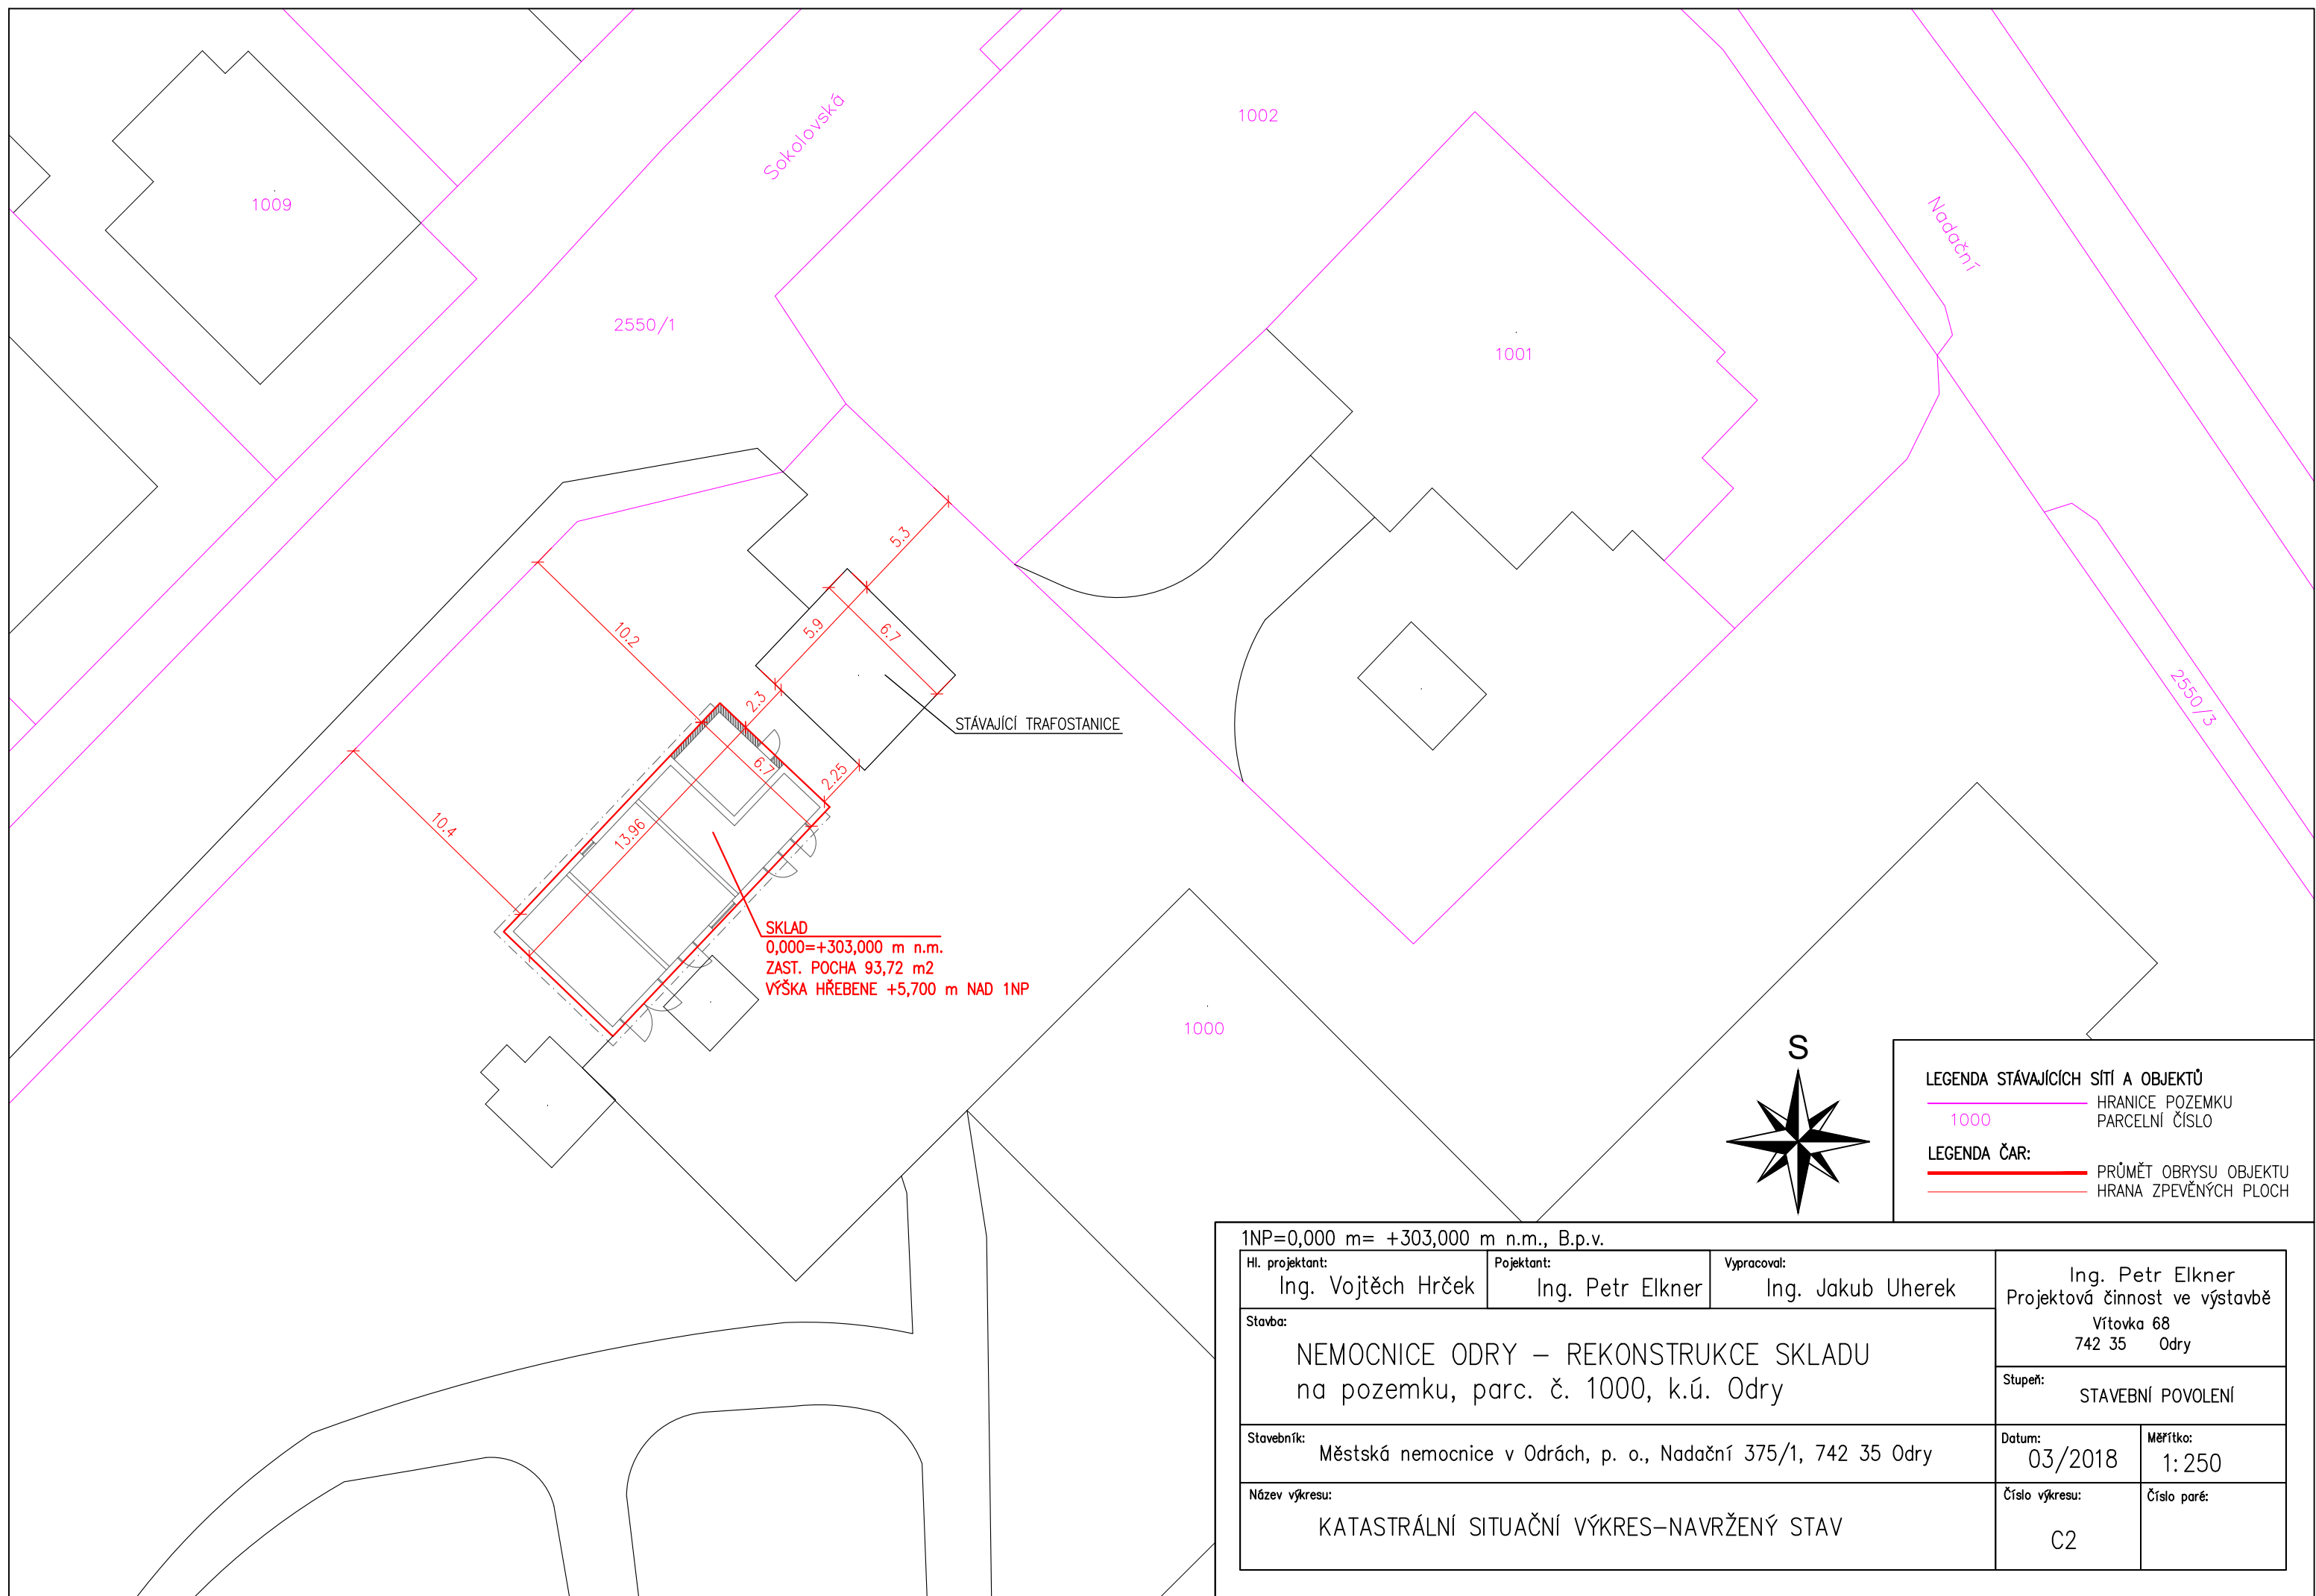 Sokolovská
1002
1009
Nadační
2550/1
1001
5.3
10.2
5.9
6.7
2.3
2550/3
STÁVAJÍCÍ TRAFOSTANICE
6.7
2.25
10.4
13.96
SKLAD
0,000=+303,000 m n.m.
ZAST. POCHA 93,72 m2
VÝŠKA HŘEBENE +5,700 m NAD 1NP
1000
S
LEGENDA STÁVAJÍCÍCH SÍTÍ A OBJEKTŮ
HRANICE POZEMKU
1000 PARCELNÍ ČÍSLO
LEGENDA ČAR:
PRŮMĚT OBRYSU OBJEKTU
HRANA ZPEVĚNÝCH PLOCH
1NP=0,000 m= +303,000 m n.m., B.p.v.
Hl. projektant:
Ing. Vojtěch Hrček
Pojektant:
Ing. Petr Elkner
Vypracoval:
Ing. Jakub Uherek
Ing. Petr Elkner
Projektová činnost ve výstavbě
Vítovka 68
742 35 Odry
Stavba:
NEMOCNICE ODRY – REKONSTRUKCE SKLADU
na pozemku, parc. č. 1000, k.ú. Odry
Stupeň:
STAVEBNÍ POVOLENÍ
Stavebník:
Městská nemocnice v Odrách, p. o., Nadační 375/1, 742 35 Odry
Datum:
03/2018
Měřítko:
1:250
Název výkresu:
KATASTRÁLNÍ SITUAČNÍ VÝKRES–NAVRŽENÝ STAV
Číslo výkresu:
C2
Číslo paré: